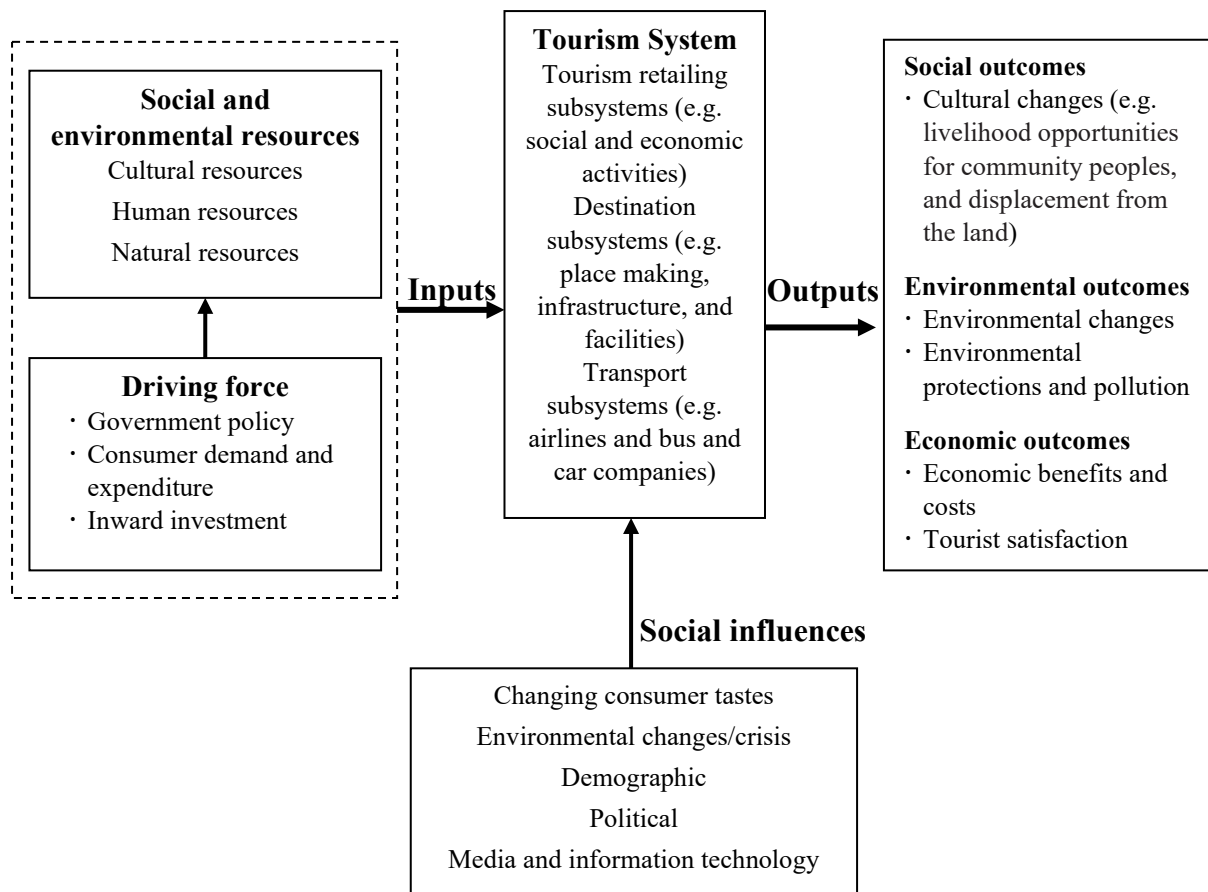 Social and
environmental resources
Cultural resources
Human resources
Natural resources
Driving force
· Government policy
· Consumer demand and
expenditure
· Inward investment
Inputs
Tourism System
Tourism retailing
subsystems (e.g.
social and economic
activities)
Destination
subsystems (e.g.
place making,
infrastructure, and
facilities)
Transport
subsystems (e.g.
airlines and bus and
car companies)
Outputs
Social outcomes
· Cultural changes (e.g.
livelihood opportunities
for community peoples,
and displacement from
the land)
Environmental outcomes
· Environmental changes
· Environmental
protections and pollution
Economic outcomes
· Economic benefits and
costs
· Tourist satisfaction
Social influences
Changing consumer tastes
Environmental changes/crisis
Demographic
Political
Media and information technology